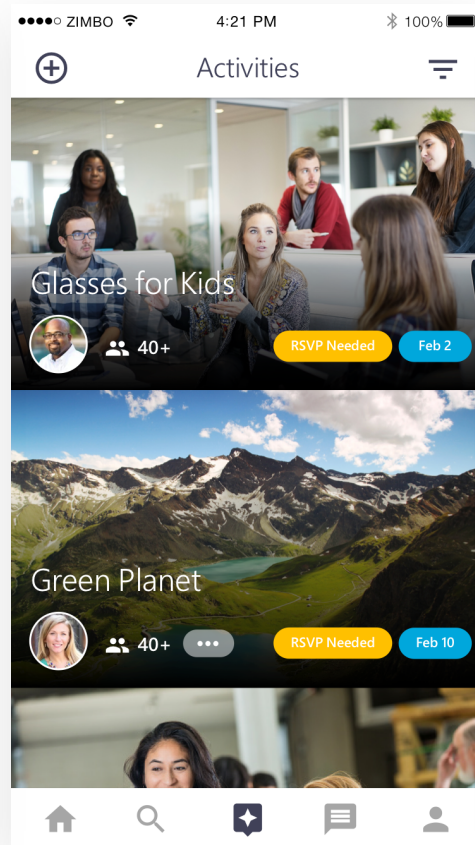 ZIMBO 4:21 PM 100%
Activities
Glasses for Kids
40+ RSVP Needed Feb 2
Green Planet
40+ RSVP Needed Feb 10